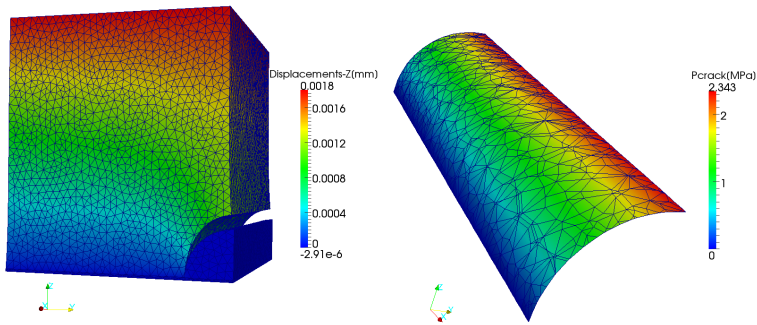 Displacements-Z[mm]
0.0018
0.0016
0.0012
0.0008
0.0004
0
-2.91e-6
Z
X
Y
Pcrack(MPa)
2.343
2
1
0
Z
Y
X